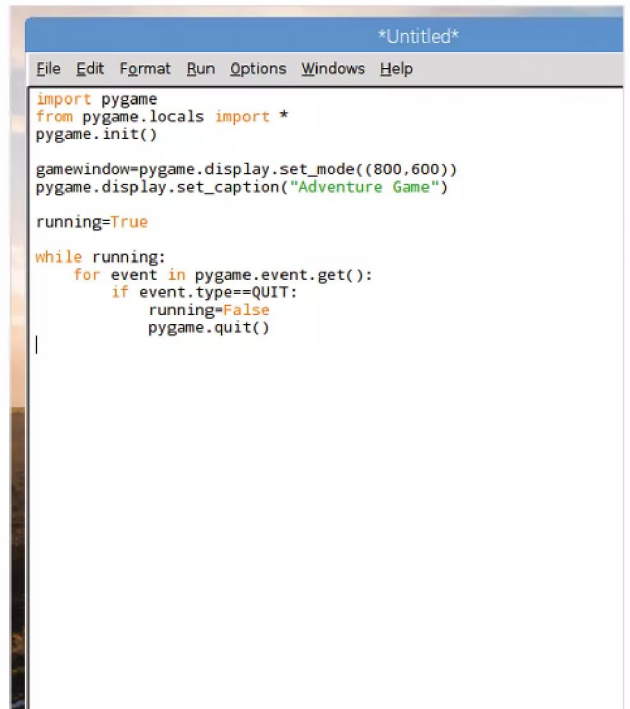 *Untitled*
File Edit Format Run Options Windows Help
import pygame
from pygame.locals import *
pygame.init()

gamewindow=pygame.display.set_mode((800,600))
pygame.display.set_caption("Adventure Game")

running=True

while running:
    for event in pygame.event.get():
        if event.type==QUIT:
            running=False
            pygame.quit()